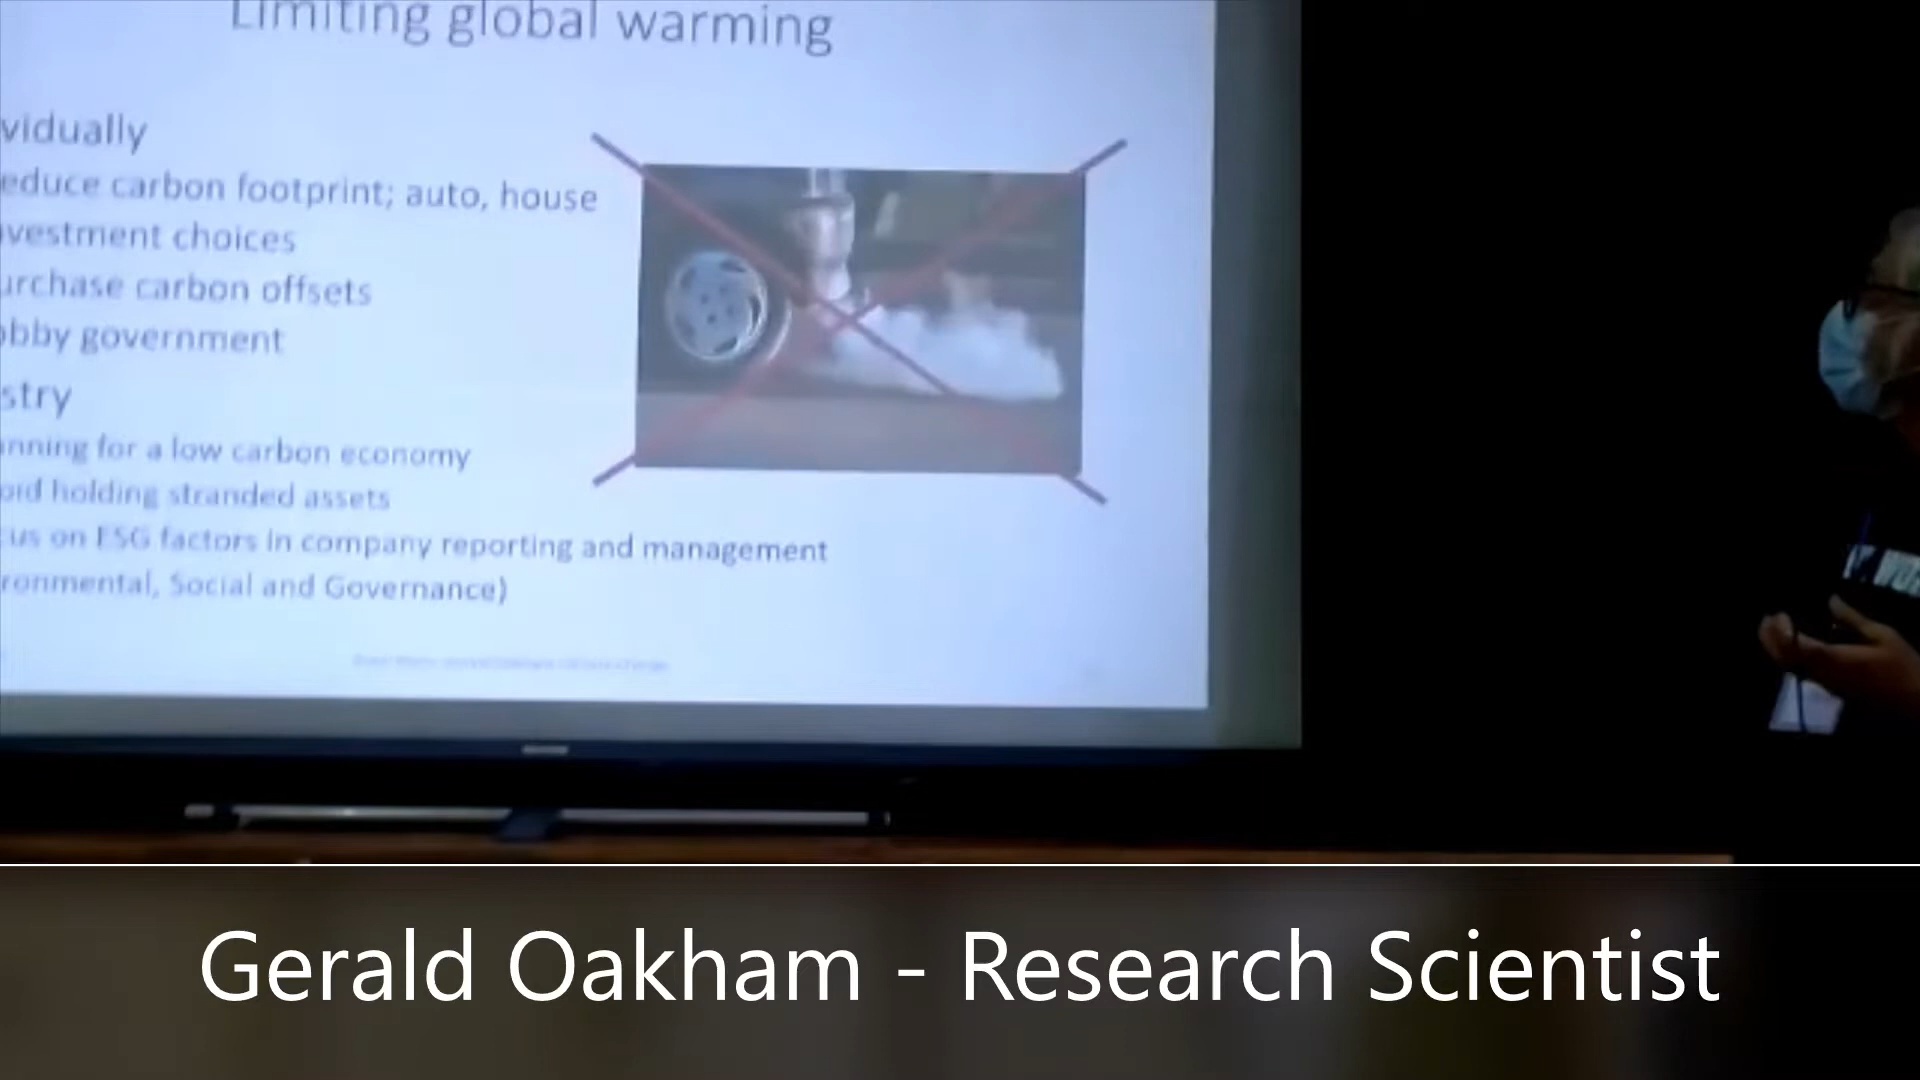 Limiting global warming
vidually
educe carbon footprint; auto, house
vestment choices
urchase carbon offsets
obby government
stry
nning for a low carbon economy
oid holding stranded assets
cus on ESG factors in company reporting and management
ronmental, Social and Governance)
Gerald Oakham - Research Scientist